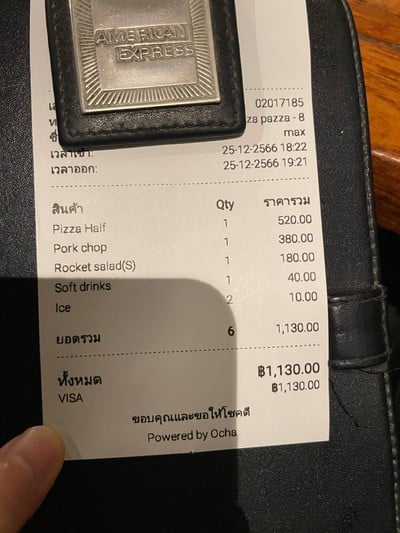 AMERICAN
EXPRESS
02017185
za pazza - 8
max
เวลาเข้า: 25-12-2566 18:22
เวลาออก: 25-12-2566 19:21
สินค้า Qty ราคารวม
Pizza Half 1 520.00
Pork chop 1 380.00
Rocket salad(S) 1 180.00
Soft drinks 1 40.00
Ice 2 10.00
ยอดรวม 6 1,130.00
ทั้งหมด ฿1,130.00
VISA ฿1,130.00
ขอบคุณและขอให้โชคดี
Powered by Ocha